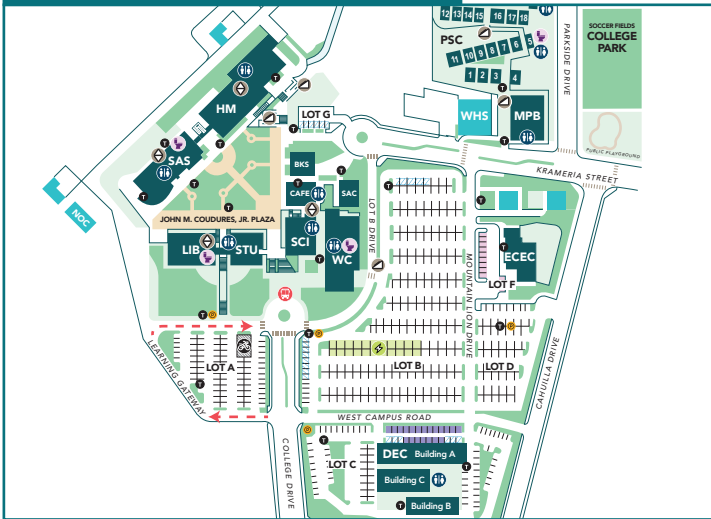 12 13 14 15 16 17 18
PSC
11 10 9 8 7 6 5
1 2 3 4
PARKSIDE DRIVE
SOCCER FIELDS
COLLEGE
PARK
PUBLIC PLAYGROUND
HM
LOT G
WHS
MPB
KRAMERIA STREET
SAS
BKS
CAFE
SAC
NOC
JOHN M. COUDURES, JR. PLAZA
LIB
STU
SCI
WC
LOT B DRIVE
MOUNTAIN LION DRIVE
ECEC
LOT F
T
P
LEARNING GATEWAY
LOT A
LOT B
LOT D
CAHUILLA DRIVE
WEST CAMPUS ROAD
COLLEGE DRIVE
LOT C
DEC Building A
Building C
Building B